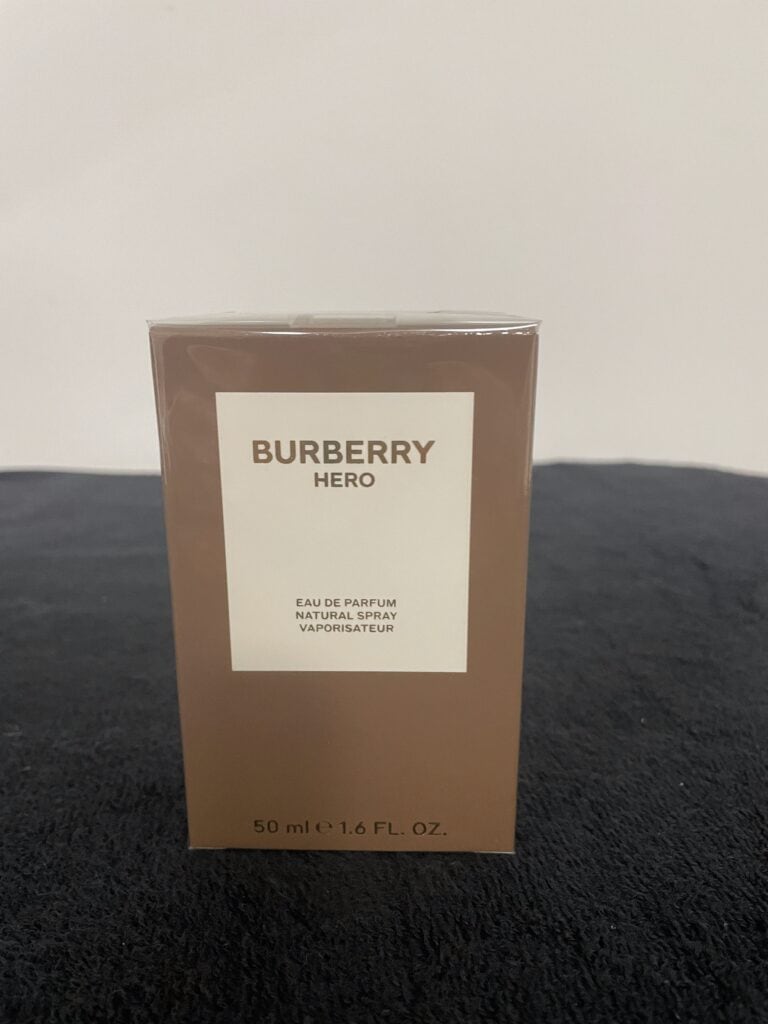 BURBERRY
HERO
EAU DE PARFUM
NATURAL SPRAY
VAPORISATEUR
50 ml ℮ 1.6 FL. OZ.